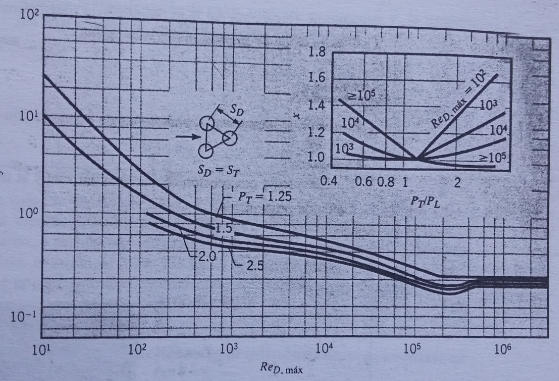 10²
10¹
10⁰
10⁻¹
10¹ 10² 10³ 10⁴ 10⁵ 10⁶
Re_D, máx
S_D
S_D = S_T
P_T = 1.25
1.5
2.0
2.5
1.8
1.6
1.4
1.2
1.0
x
≥10⁵
10⁴
10³
Re_D, máx = 10²
10³
10⁴
≥10⁵
0.4 0.6 0.8 1 2
P_T/P_L